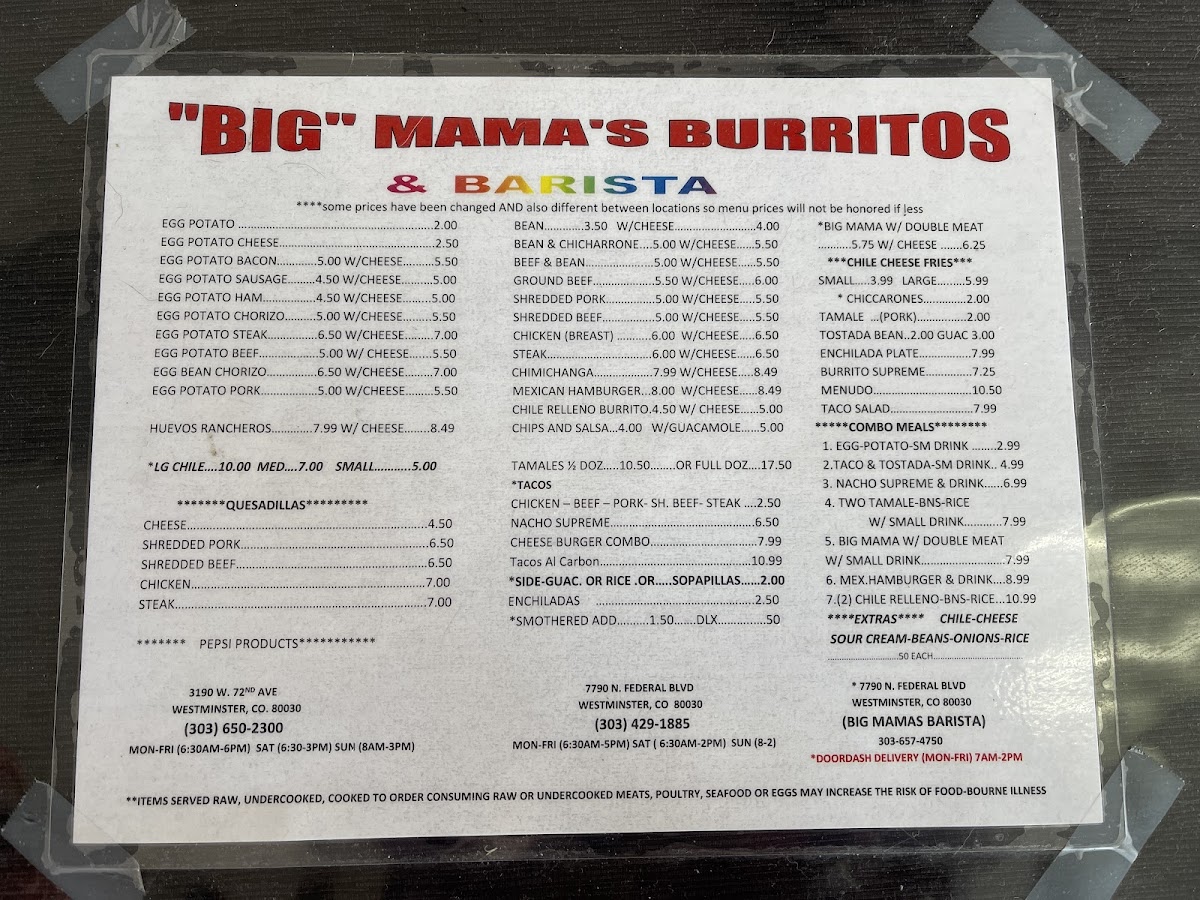 "BIG" MAMA'S BURRITOS
& BARISTA
****some prices have been changed AND also different between locations so menu prices will not be honored if less
EGG POTATO ........2.00
EGG POTATO CHEESE........2.50
EGG POTATO BACON........5.00 W/CHEESE........5.50
EGG POTATO SAUSAGE........4.50 W/CHEESE........5.00
EGG POTATO HAM........4.50 W/CHEESE........5.00
EGG POTATO CHORIZO........5.00 W/CHEESE........5.50
EGG POTATO STEAK........6.50 W/CHEESE........7.00
EGG POTATO BEEF........5.00 W/ CHEESE........5.50
EGG BEAN CHORIZO........6.50 W/CHEESE........7.00
EGG POTATO PORK........5.00 W/CHEESE........5.50
HUEVOS RANCHEROS........7.99 W/ CHEESE........8.49
*LG CHILE....10.00 MED....7.00 SMALL...........5.00
*******QUESADILLAS*********
CHEESE........4.50
SHREDDED PORK........6.50
SHREDDED BEEF........6.50
CHICKEN........7.00
STEAK........7.00
******* PEPSI PRODUCTS***********
BEAN...........3.50 W/CHEESE........4.00
BEAN & CHICHARRONE....5.00 W/CHEESE......5.50
BEEF & BEAN........5.00 W/CHEESE......5.50
GROUND BEEF........5.50 W/CHEESE.....6.00
SHREDDED PORK........5.00 W/CHEESE.....5.50
SHREDDED BEEF........5.00 W/CHEESE.....5.50
CHICKEN (BREAST) ..........6.00 W/CHEESE.....6.50
STEAK........6.00 W/CHEESE.....6.50
CHIMICHANGA........7.99 W/CHEESE.....8.49
MEXICAN HAMBURGER...8.00 W/CHEESE.....8.49
CHILE RELLENO BURRITO.4.50 W/ CHEESE.....5.00
CHIPS AND SALSA...4.00 W/GUACAMOLE.....5.00
TAMALES ½ DOZ.....10.50........OR FULL DOZ....17.50
*TACOS
CHICKEN – BEEF – PORK- SH. BEEF- STEAK ....2.50
NACHO SUPREME........6.50
CHEESE BURGER COMBO........7.99
Tacos Al Carbon........10.99
*SIDE-GUAC. OR RICE .OR.....SOPAPILLAS......2.00
ENCHILADAS ........2.50
*SMOTHERED ADD.........1.50......DLX............50
*BIG MAMA W/ DOUBLE MEAT
.........5.75 W/ CHEESE ......6.25
***CHILE CHEESE FRIES***
SMALL....3.99 LARGE........5.99
* CHICCARONES............2.00
TAMALE ...(PORK)............2.00
TOSTADA BEAN..2.00 GUAC 3.00
ENCHILADA PLATE............7.99
BURRITO SUPREME............7.25
MENUDO........10.50
TACO SALAD........7.99
*****COMBO MEALS********
1. EGG-POTATO-SM DRINK .......2.99
2.TACO & TOSTADA-SM DRINK.. 4.99
3. NACHO SUPREME & DRINK......6.99
4. TWO TAMALE-BNS-RICE
W/ SMALL DRINK............7.99
5. BIG MAMA W/ DOUBLE MEAT
W/ SMALL DRINK........7.99
6. MEX.HAMBURGER & DRINK....8.99
7.(2) CHILE RELLENO-BNS-RICE...10.99
****EXTRAS**** CHILE-CHEESE
SOUR CREAM-BEANS-ONIONS-RICE
........50 EACH........
3190 W. 72ND AVE
WESTMINSTER, CO. 80030
(303) 650-2300
MON-FRI (6:30AM-6PM) SAT (6:30-3PM) SUN (8AM-3PM)
7790 N. FEDERAL BLVD
WESTMINSTER, CO 80030
(303) 429-1885
MON-FRI (6:30AM-5PM) SAT ( 6:30AM-2PM) SUN (8-2)
* 7790 N. FEDERAL BLVD
WESTMINSTER, CO 80030
(BIG MAMAS BARISTA)
303-657-4750
*DOORDASH DELIVERY (MON-FRI) 7AM-2PM
**ITEMS SERVED RAW, UNDERCOOKED, COOKED TO ORDER CONSUMING RAW OR UNDERCOOKED MEATS, POULTRY, SEAFOOD OR EGGS MAY INCREASE THE RISK OF FOOD-BOURNE ILLNESS